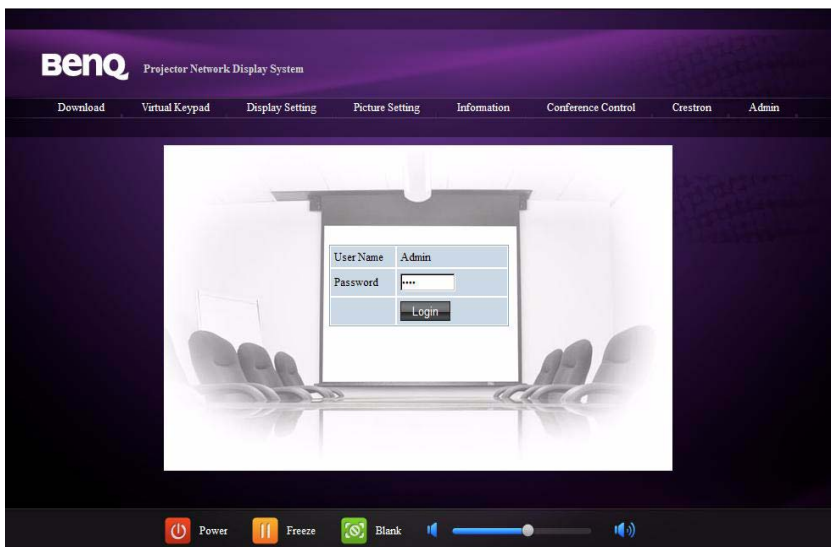 BenQ Projector Network Display System
Download Virtual Keypad Display Setting Picture Setting Information Conference Control Crestron Admin
User Name Admin
Password ••••
Login
Power Freeze Blank